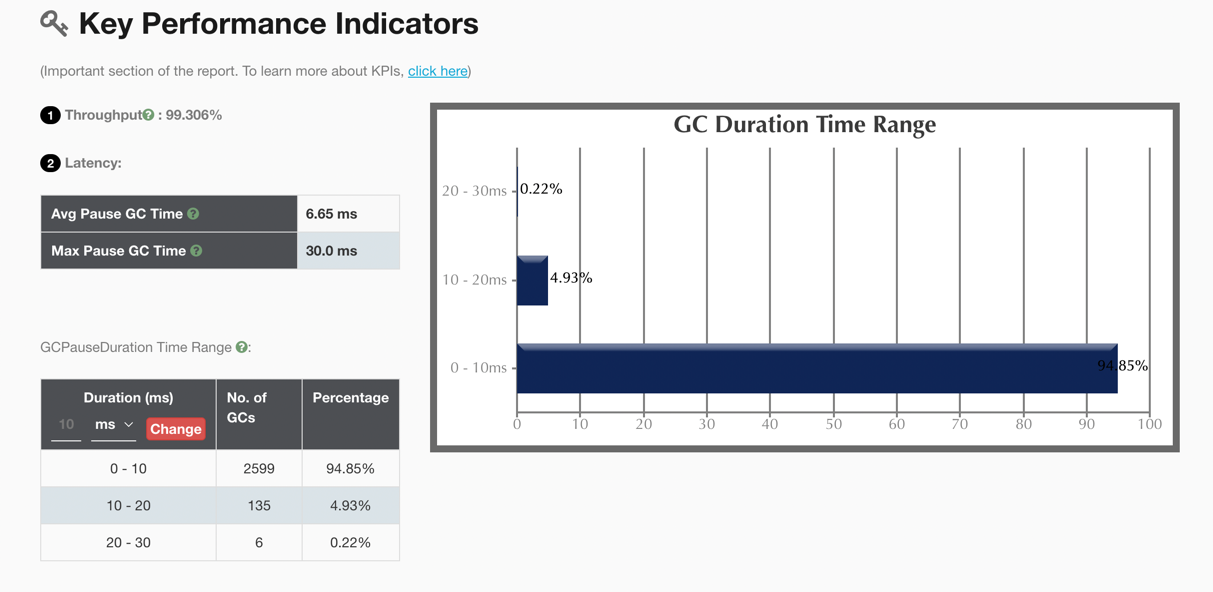 Key Performance Indicators
(Important section of the report. To learn more about KPIs, click here)
1 Throughput? : 99.306%
2 Latency:
Avg Pause GC Time ? 6.65 ms
Max Pause GC Time ? 30.0 ms
GCPauseDuration Time Range ?:
Duration (ms) No. of GCs Percentage
10 ms Change
0 - 10 2599 94.85%
10 - 20 135 4.93%
20 - 30 6 0.22%
GC Duration Time Range
20 - 30ms 0.22%
10 - 20ms 4.93%
0 - 10ms 94.85%
0 10 20 30 40 50 60 70 80 90 100